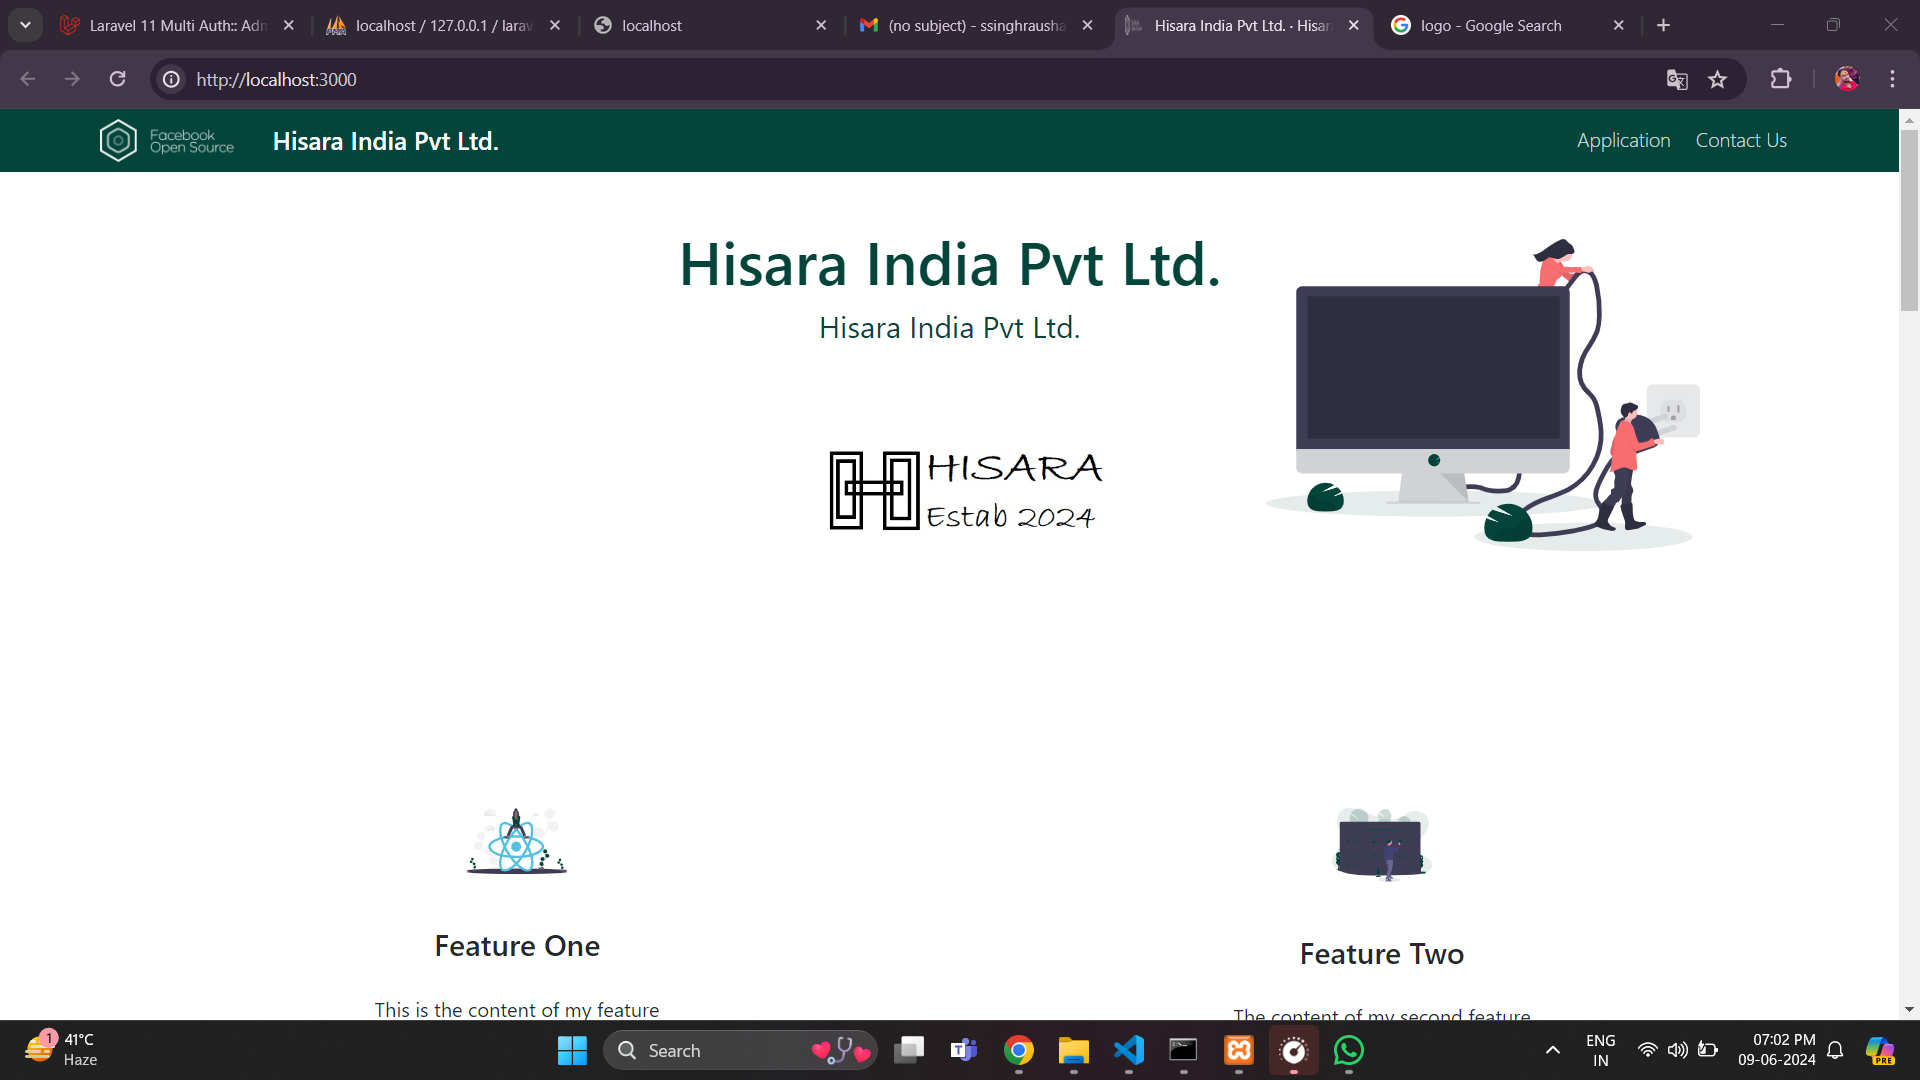 Laravel 11 Multi Auth:: Adn
localhost / 127.0.0.1 / larav
localhost
(no subject) - ssinghrausha
Hisara India Pvt Ltd. · Hisar
logo - Google Search
http://localhost:3000
Facebook
Open Source
Hisara India Pvt Ltd.
Application
Contact Us
Hisara India Pvt Ltd.
Hisara India Pvt Ltd.
HISARA
Estab 2024
Feature One
Feature Two
This is the content of my feature
The content of my second feature
1
41°C
Haze
Search
ENG
IN
07:02 PM
09-06-2024
PRE